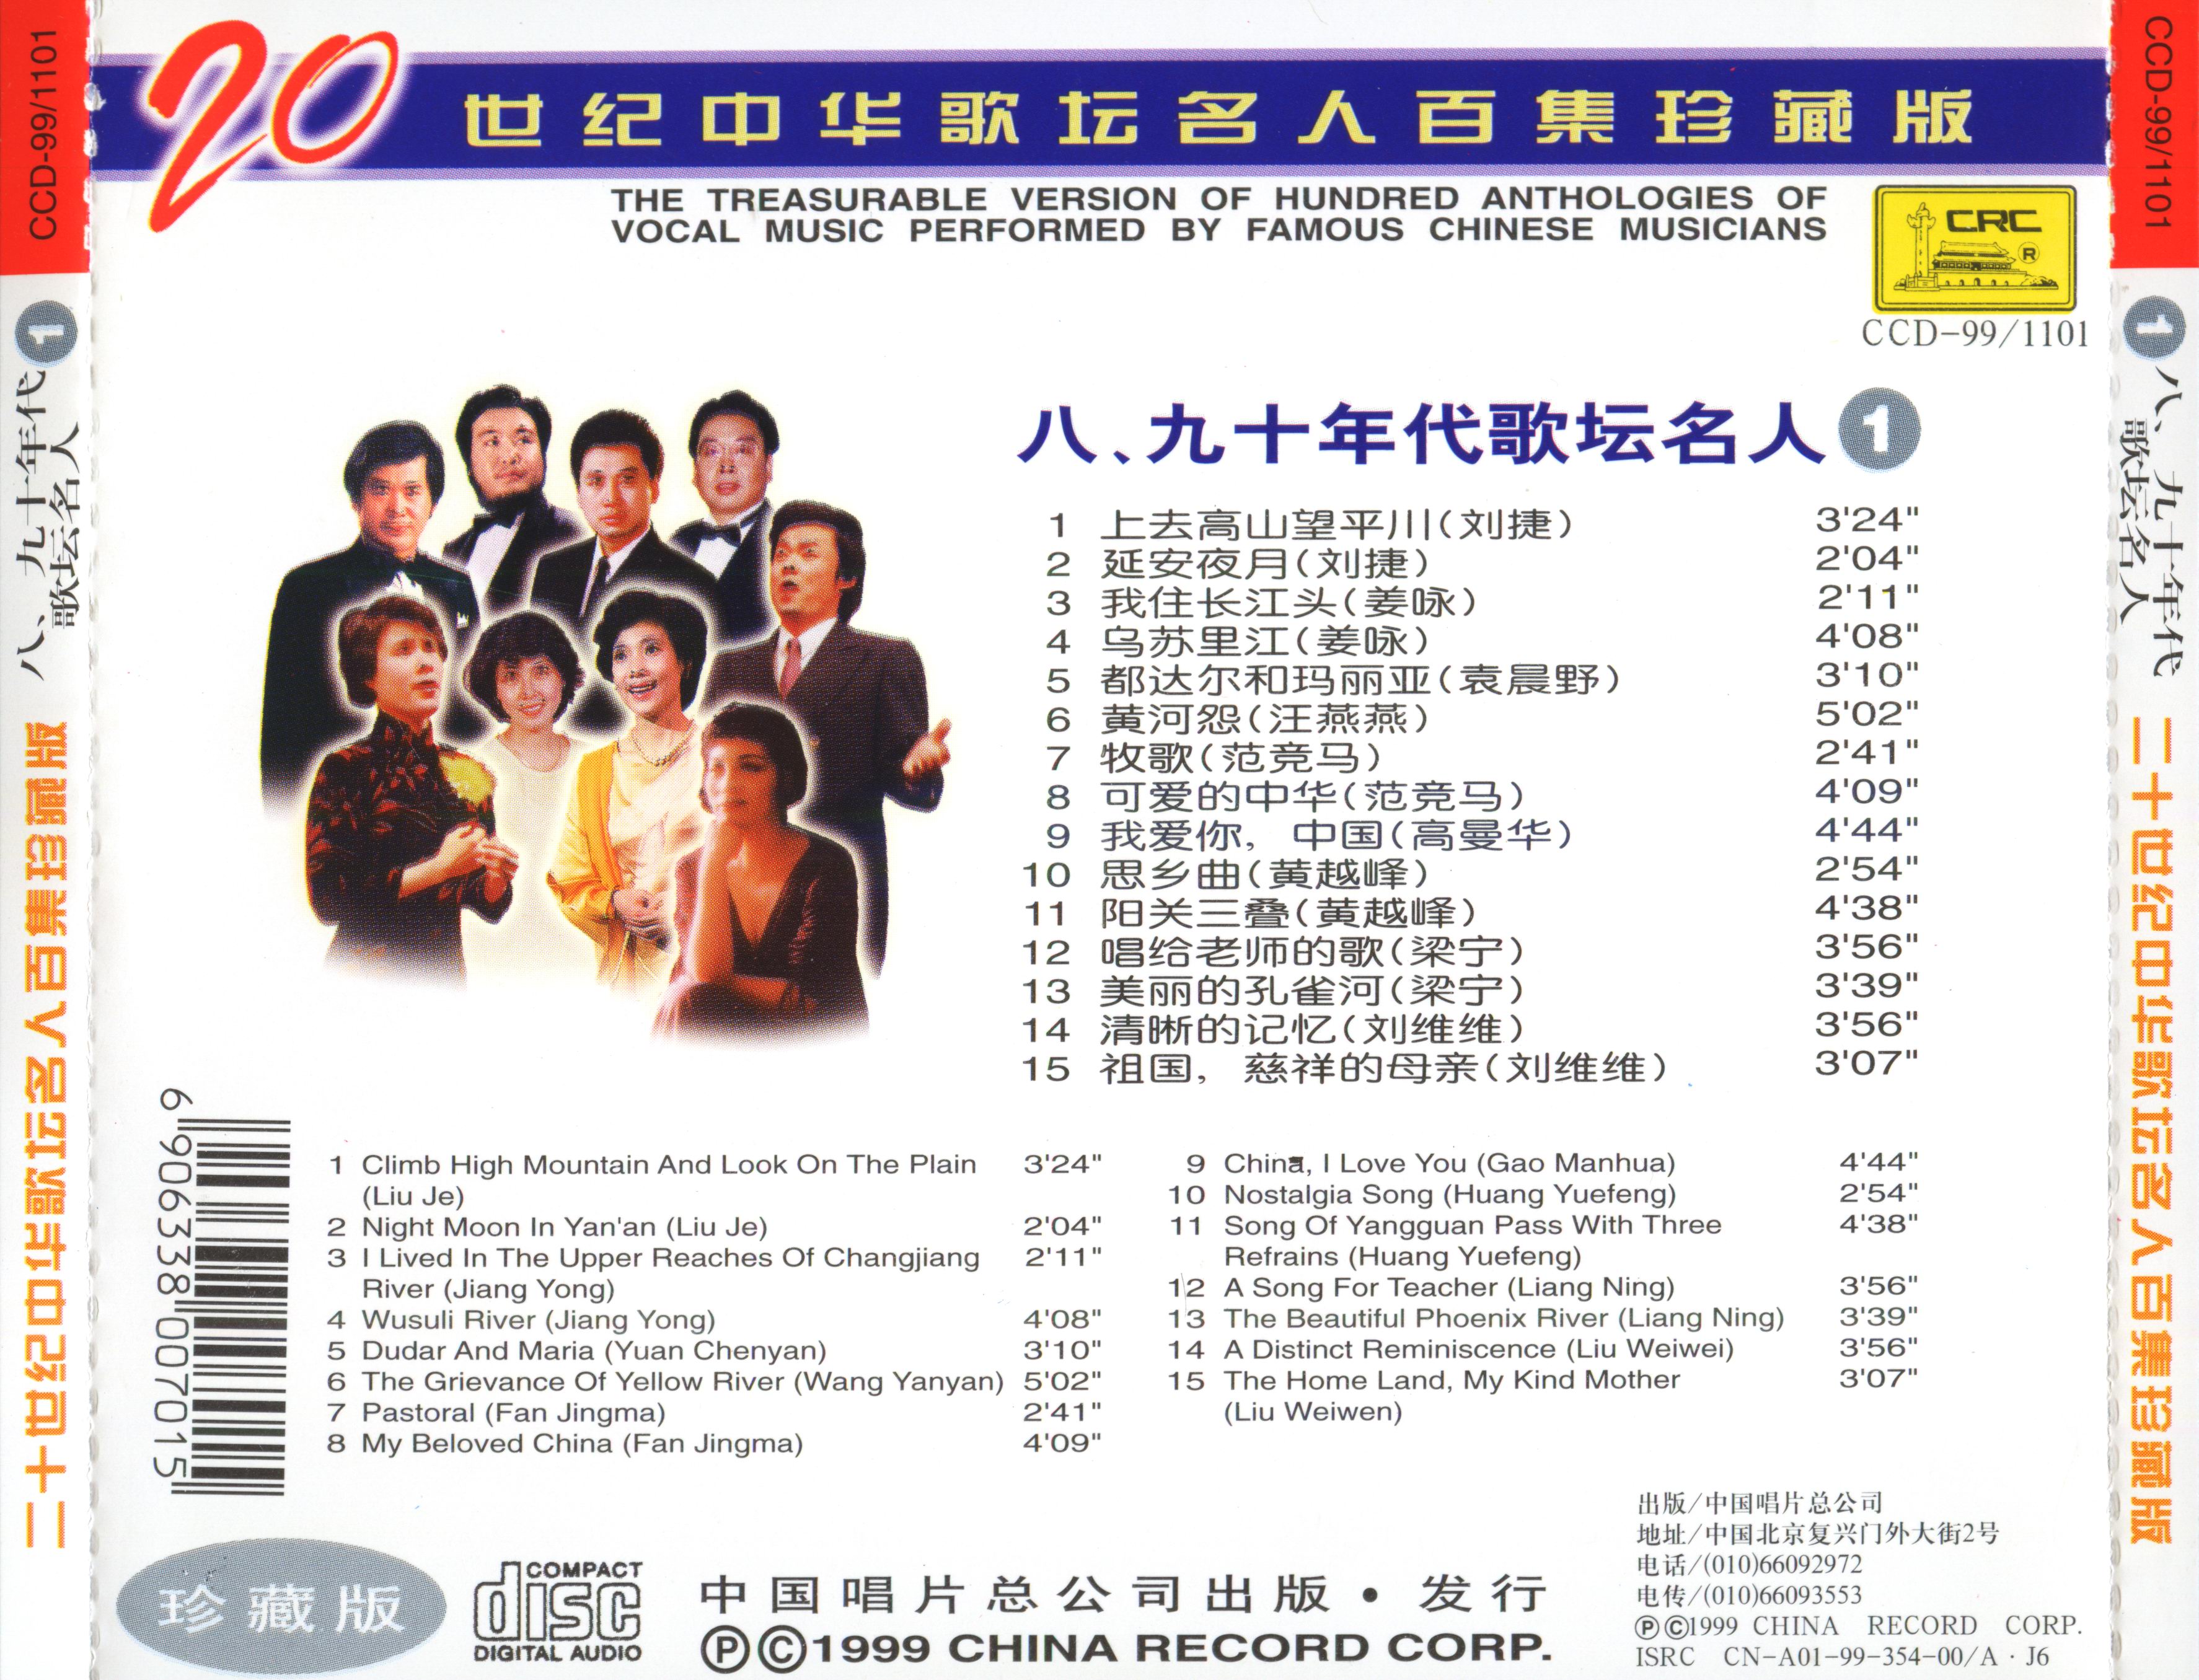 CCD-99/1101
1
八、九十年代
歌坛名人
二十世纪中华歌坛名人百集珍藏版
20世纪中华歌坛名人百集珍藏版
THE TREASURABLE VERSION OF HUNDRED ANTHOLOGIES OF
VOCAL MUSIC PERFORMED BY FAMOUS CHINESE MUSICIANS
CRC
®
CCD-99/1101
八、九十年代歌坛名人1
1 上去高山望平川(刘捷) 3'24"
2 延安夜月(刘捷) 2'04"
3 我住长江头(姜咏) 2'11"
4 乌苏里江(姜咏) 4'08"
5 都达尔和玛丽亚(袁晨野) 3'10"
6 黄河怨(汪燕燕) 5'02"
7 牧歌(范竞马) 2'41"
8 可爱的中华(范竞马) 4'09"
9 我爱你,中国(高曼华) 4'44"
10 思乡曲(黄越峰) 2'54"
11 阳关三叠(黄越峰) 4'38"
12 唱给老师的歌(梁宁) 3'56"
13 美丽的孔雀河(梁宁) 3'39"
14 清晰的记忆(刘维维) 3'56"
15 祖国,慈祥的母亲(刘维维) 3'07"
6 906338 007015
1 Climb High Mountain And Look On The Plain 3'24"
(Liu Je)
2 Night Moon In Yan'an (Liu Je) 2'04"
3 I Lived In The Upper Reaches Of Changjiang 2'11"
River (Jiang Yong)
4 Wusuli River (Jiang Yong) 4'08"
5 Dudar And Maria (Yuan Chenyan) 3'10"
6 The Grievance Of Yellow River (Wang Yanyan) 5'02"
7 Pastoral (Fan Jingma) 2'41"
8 My Beloved China (Fan Jingma) 4'09"
9 China, I Love You (Gao Manhua) 4'44"
10 Nostalgia Song (Huang Yuefeng) 2'54"
11 Song Of Yangguan Pass With Three 4'38"
Refrains (Huang Yuefeng)
12 A Song For Teacher (Liang Ning) 3'56"
13 The Beautiful Phoenix River (Liang Ning) 3'39"
14 A Distinct Reminiscence (Liu Weiwei) 3'56"
15 The Home Land, My Kind Mother 3'07"
(Liu Weiwen)
珍藏版
COMPACT
disc
DIGITAL AUDIO
中国唱片总公司出版·发行
ⓅⒸ1999 CHINA RECORD CORP.
出版/中国唱片总公司
地址/中国北京复兴门外大街2号
电话/(010)66092972
电传/(010)66093553
ⓅⒸ1999 CHINA RECORD CORP.
ISRC CN-A01-99-354-00/A·J6
CCD-99/1101
1
八、九十年代
歌坛名人
二十世纪中华歌坛名人百集珍藏版